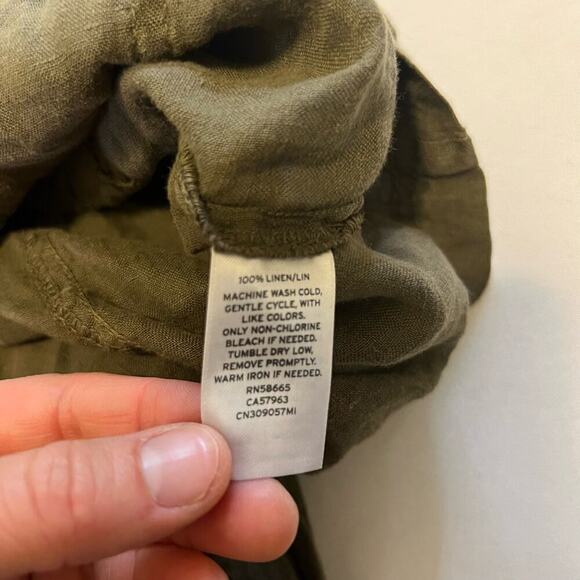 100% LINEN/LIN
MACHINE WASH COLD,
GENTLE CYCLE, WITH
LIKE COLORS.
ONLY NON-CHLORINE
BLEACH IF NEEDED.
TUMBLE DRY LOW,
REMOVE PROMPTLY.
WARM IRON IF NEEDED.
RN58665
CA57963
CN309057MI